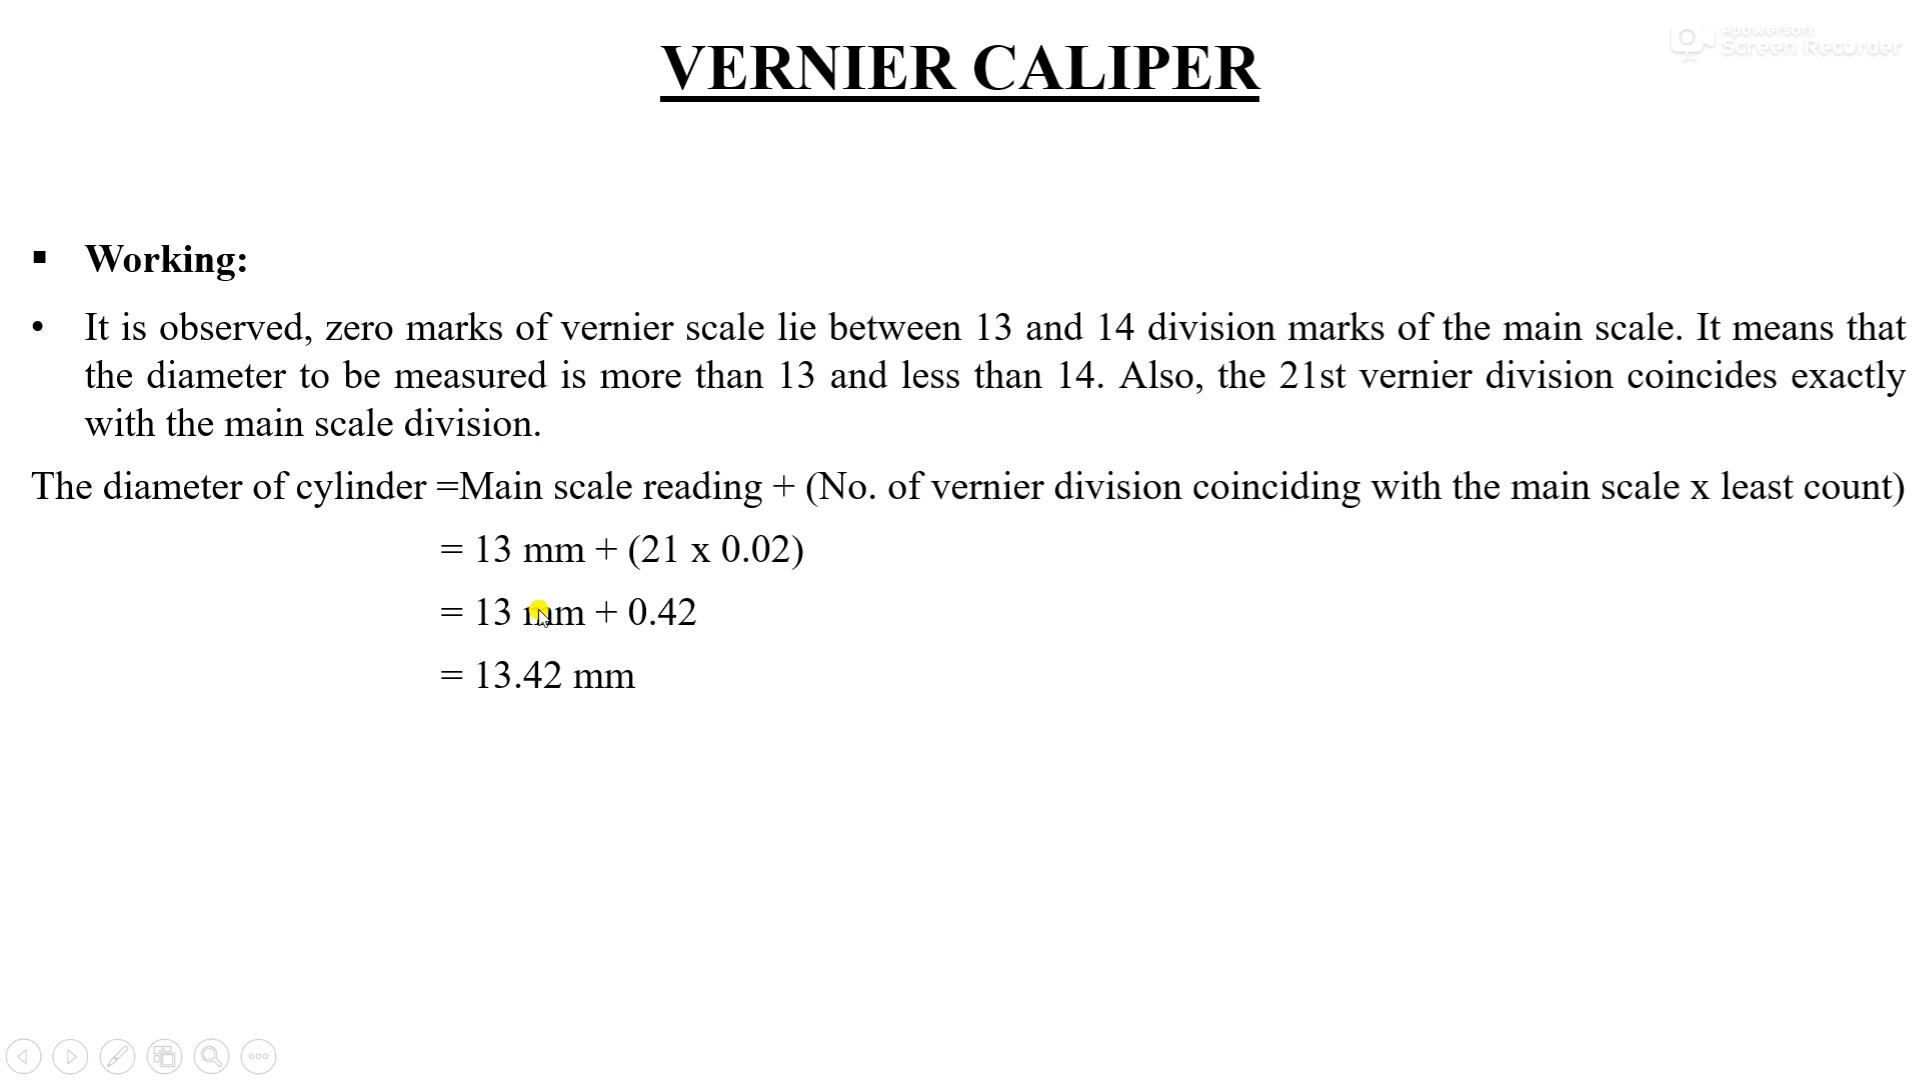 Apowersoft
Screen Recorder
VERNIER CALIPER
▪ Working:
• It is observed, zero marks of vernier scale lie between 13 and 14 division marks of the main scale. It means that
the diameter to be measured is more than 13 and less than 14. Also, the 21st vernier division coincides exactly
with the main scale division.
The diameter of cylinder =Main scale reading + (No. of vernier division coinciding with the main scale x least count)
= 13 mm + (21 x 0.02)
= 13 mm + 0.42
= 13.42 mm